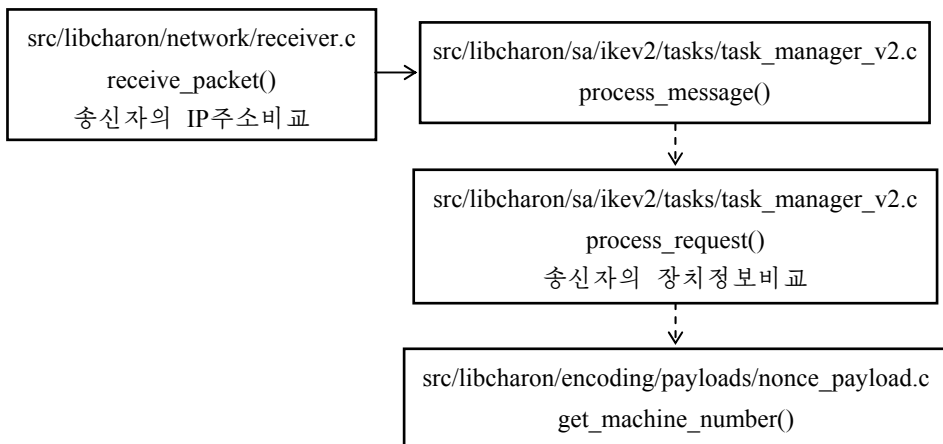 src/libcharon/network/receiver.c
receive_packet()
송신자의 IP주소비교
src/libcharon/sa/ikev2/tasks/task_manager_v2.c
process_message()
src/libcharon/sa/ikev2/tasks/task_manager_v2.c
process_request()
송신자의 장치정보비교
src/libcharon/encoding/payloads/nonce_payload.c
get_machine_number()